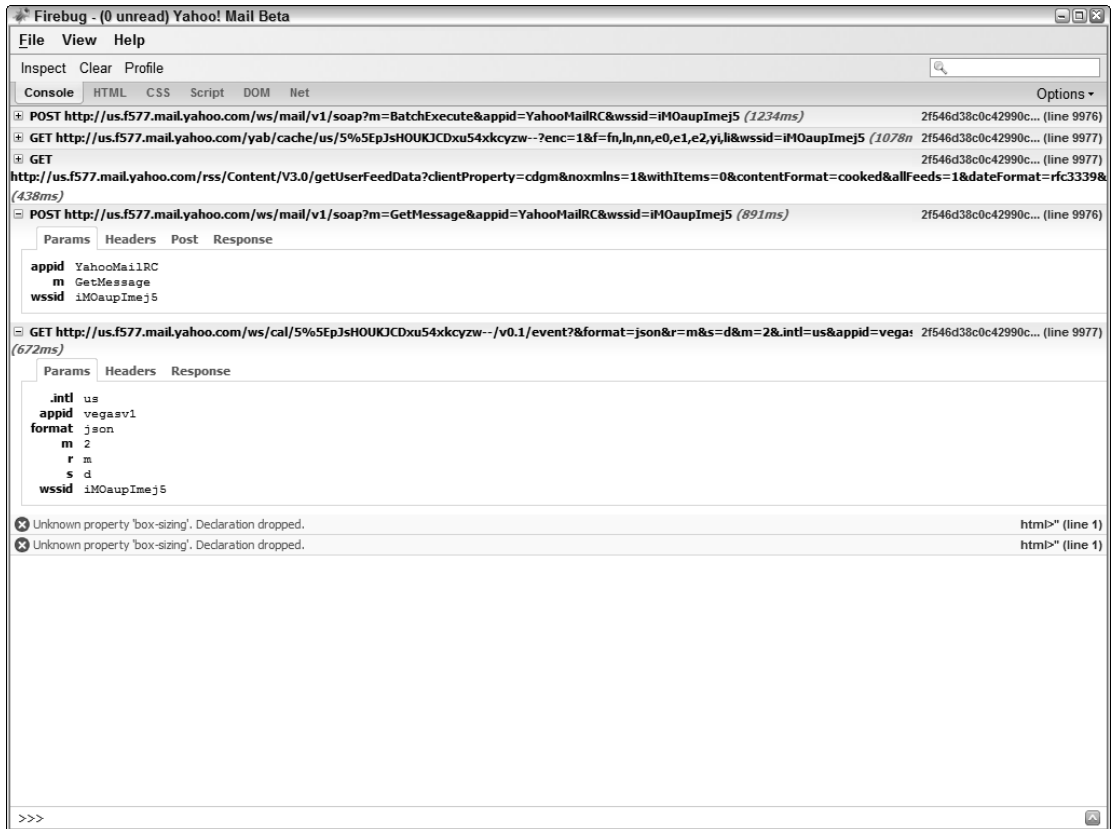 Firebug - (0 unread) Yahoo! Mail Beta
File View Help
Inspect Clear Profile
Console HTML CSS Script DOM Net Options
POST http://us.f577.mail.yahoo.com/ws/mail/v1/soap?m=BatchExecute&appid=YahooMailRC&wssid=iMOaupImej5 (1234ms) 2f546d38c0c42990c... (line 9976)
GET http://us.f577.mail.yahoo.com/yab/cache/us/5%5EpJsHOUKJCDxu54xkcyzw--?enc=1&f=fn,ln,nn,e0,e1,e2,yi,li&wssid=iMOaupImej5 (1078m 2f546d38c0c42990c... (line 9977)
GET 2f546d38c0c42990c... (line 9976)
http://us.f577.mail.yahoo.com/rss/Content/V3.0/getUserFeedData?clientProperty=cdgm&noxmlns=1&withItems=0&contentFormat=cooked&allFeeds=1&dateFormat=rfc3339&
(438ms)
POST http://us.f577.mail.yahoo.com/ws/mail/v1/soap?m=GetMessage&appid=YahooMailRC&wssid=iMOaupImej5 (891ms) 2f546d38c0c42990c... (line 9976)
Params Headers Post Response
appid YahooMailRC
m GetMessage
wssid iMOaupImej5
GET http://us.f577.mail.yahoo.com/ws/cal/5%5EpJsHOUKJCDxu54xkcyzw--/v0.1/event?&format=json&r=m&s=d&m=2&.intl=us&appid=vegas 2f546d38c0c42990c... (line 9977)
(672ms)
Params Headers Response
.intl us
appid vegasv1
format json
m 2
r m
s d
wssid iMOaupImej5
Unknown property 'box-sizing'. Declaration dropped. html>" (line 1)
Unknown property 'box-sizing'. Declaration dropped. html>" (line 1)
>>>